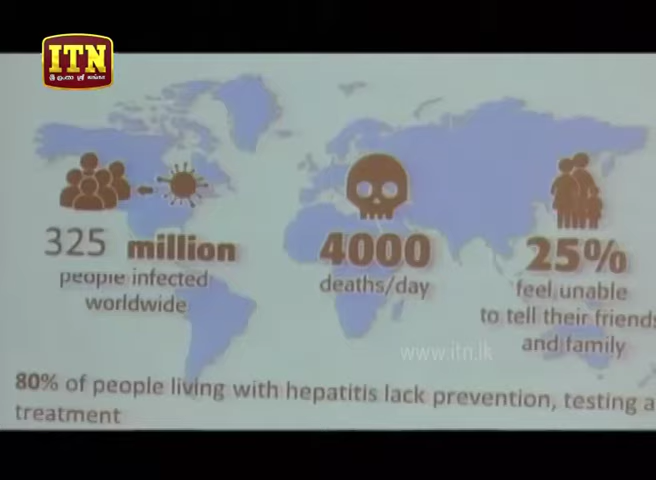 ITN
325 million
people infected
worldwide
4000
deaths/day
25%
feel unable
to tell their friends
and family
www.itn.lk
80% of people living with hepatitis lack prevention, testing a
treatment